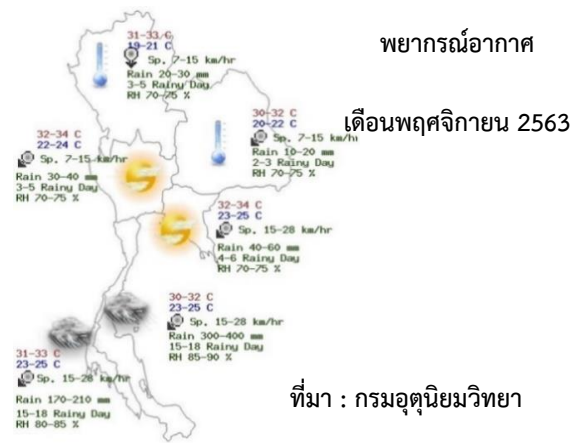 31-33 C
19-21 C
Sp. 7-15 km/hr
Rain 20-30 mm
3-5 Rainy Day
RH 70-75 %
พยากรณ์อากาศ
เดือนพฤศจิกายน 2563
30-32 C
20-22 C
Sp. 7-15 km/h
Rain 10-20 mm
2-3 Rainy Day
RH 70-75 %
32-34 C
22-24 C
Sp. 7-15 km/hr
Rain 30-40 mm
3-5 Rainy Day
RH 70-75 %
32-34 C
23-25 C
Sp. 15-28 km/hr
Rain 40-60 mm
4-6 Rainy Day
RH 70-75 %
30-32 C
23-25 C
Sp. 15-28 km/hr
Rain 300-400 mm
15-18 Rainy Day
RH 85-90 %
31-33 C
23-25 C
Sp. 15-28 km/hr
Rain 170-210 mm
15-18 Rainy Day
RH 80-85 %
ที่มา : กรมอุตุนิยมวิทยา